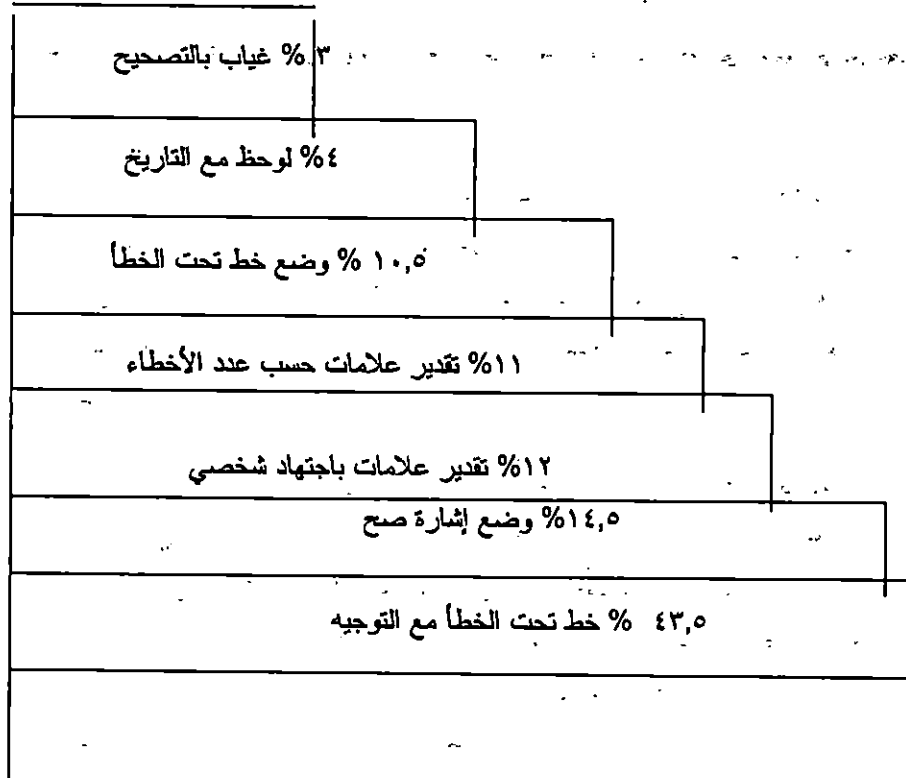 ٣ % غياب بالتصحيح
٤% لوحظ مع التاريخ
١٠,٥ % وضع خط تحت الخطأ
١١% تقدير علامات حسب عدد الأخطاء
١٢% تقدير علامات باجتهاد شخصي
١٤,٥% وضع إشارة صح
٤٣,٥ % خط تحت الخطأ مع التوجيه